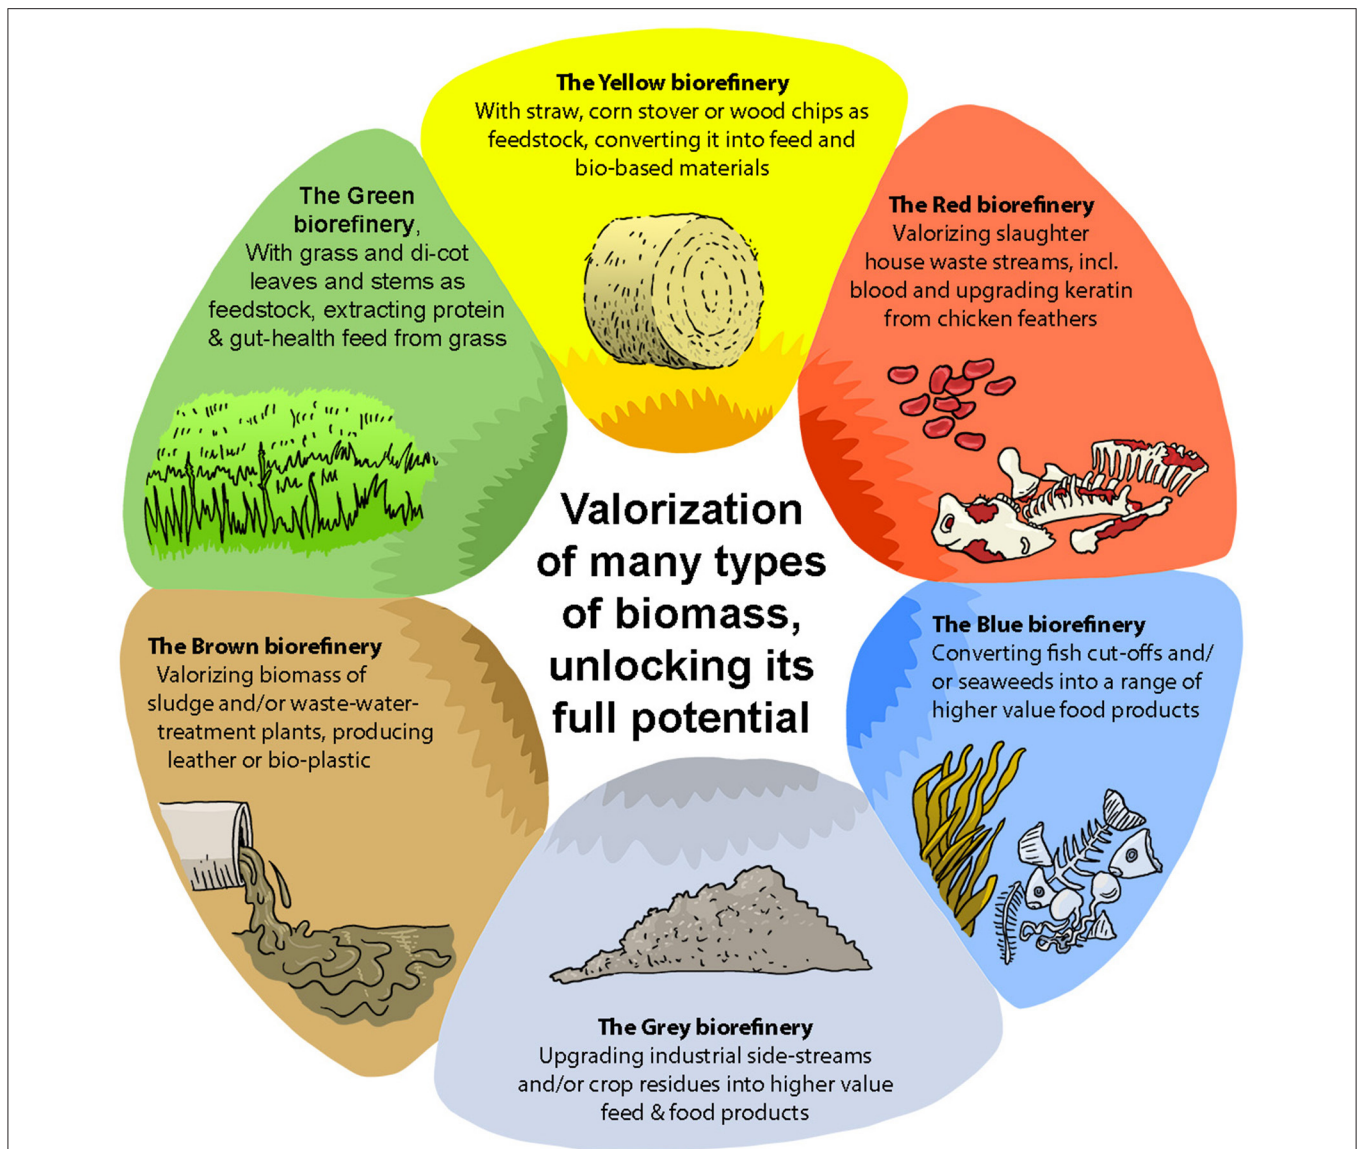 The Yellow biorefinery
With straw, corn stover or wood chips as
feedstock, converting it into feed and
bio-based materials
The Green
biorefinery,
With grass and di-cot
leaves and stems as
feedstock, extracting protein
& gut-health feed from grass
The Red biorefinery
Valorizing slaughter
house waste streams, incl.
blood and upgrading keratin
from chicken feathers
Valorization
of many types
of biomass,
unlocking its
full potential
The Brown biorefinery
Valorizing biomass of
sludge and/or waste-water-
treatment plants, producing
leather or bio-plastic
The Blue biorefinery
Converting fish cut-offs and/
or seaweeds into a range of
higher value food products
The Grey biorefinery
Upgrading industrial side-streams
and/or crop residues into higher value
feed & food products